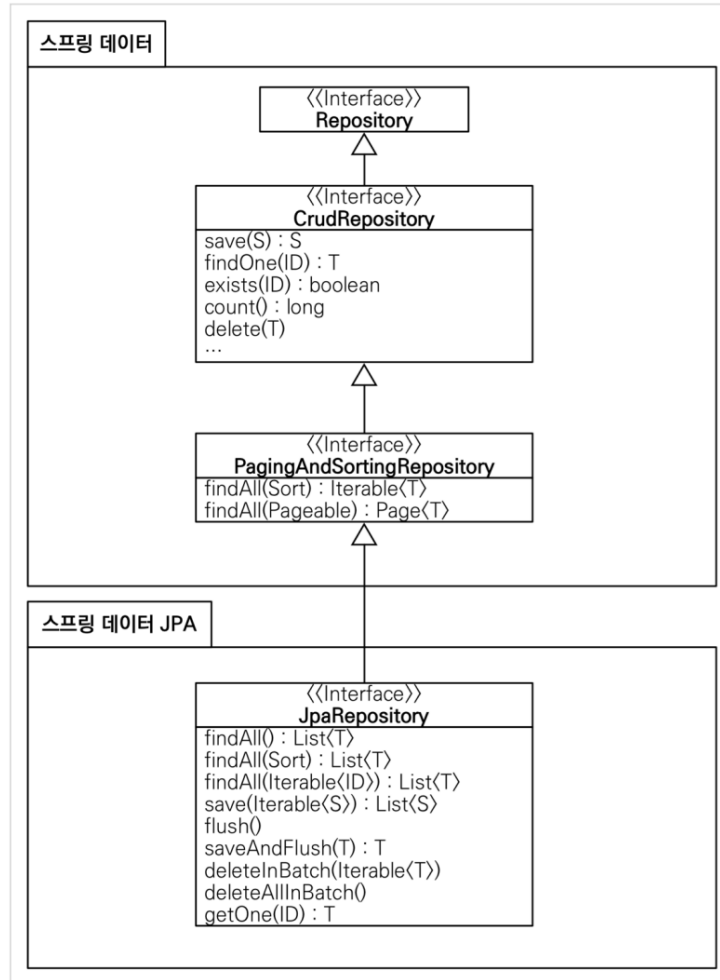 스프링 데이터
《Interface》
Repository
《Interface》
CrudRepository
save(S) : S
findOne(ID) : T
exists(ID) : boolean
count() : long
delete(T)
...
《Interface》
PagingAndSortingRepository
findAll(Sort) : Iterable〈T〉
findAll(Pageable) : Page〈T〉
스프링 데이터 JPA
《Interface》
JpaRepository
findAll() : List〈T〉
findAll(Sort) : List〈T〉
findAll(Iterable〈ID〉) : List〈T〉
save(Iterable〈S〉) : List〈S〉
flush()
saveAndFlush(T) : T
deleteInBatch(Iterable〈T〉)
deleteAllInBatch()
getOne(ID) : T